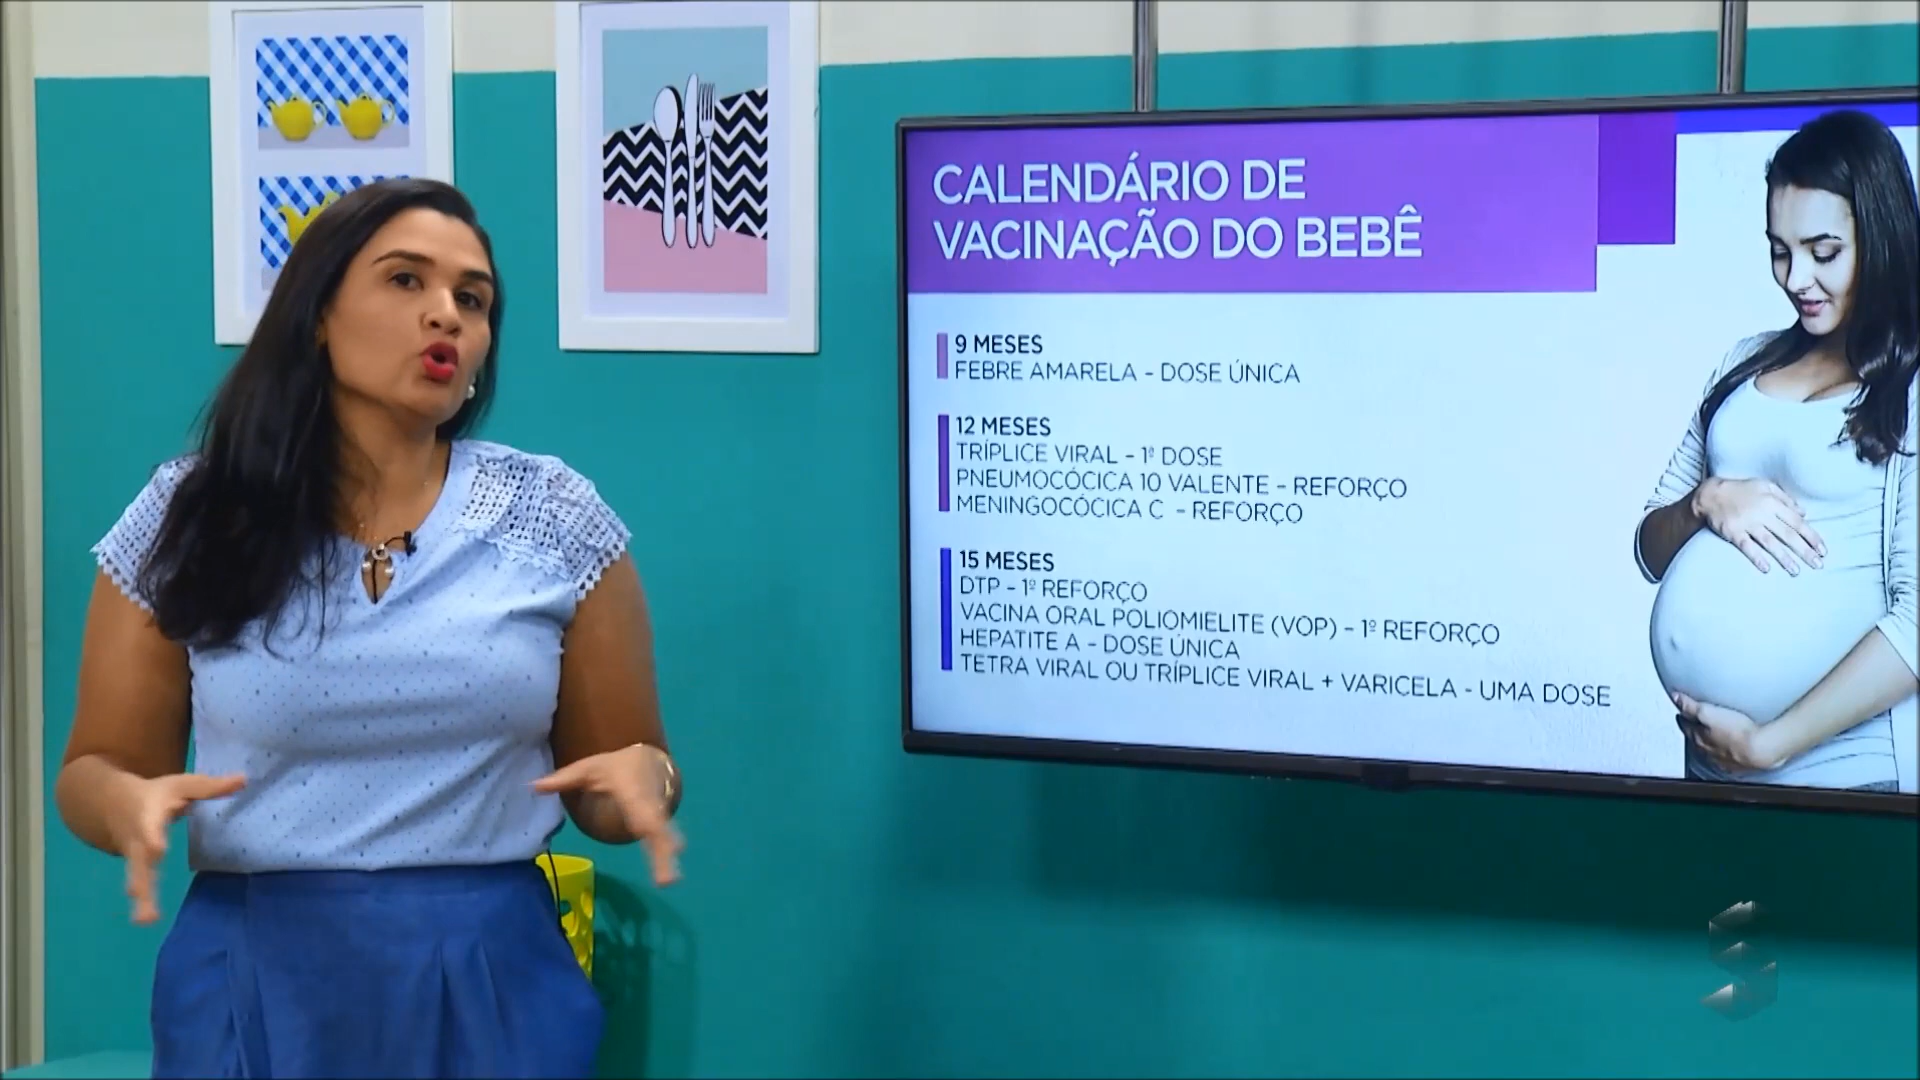 CALENDÁRIO DE
VACINAÇÃO DO BEBÊ
9 MESES
FEBRE AMARELA - DOSE ÚNICA
12 MESES
TRÍPLICE VIRAL - 1ª DOSE
PNEUMOCÓCICA 10 VALENTE - REFORÇO
MENINGOCÓCICA C - REFORÇO
15 MESES
DTP - 1º REFORÇO
VACINA ORAL POLIOMIELITE (VOP) - 1º REFORÇO
HEPATITE A - DOSE ÚNICA
TETRA VIRAL OU TRÍPLICE VIRAL + VARICELA - UMA DOSE